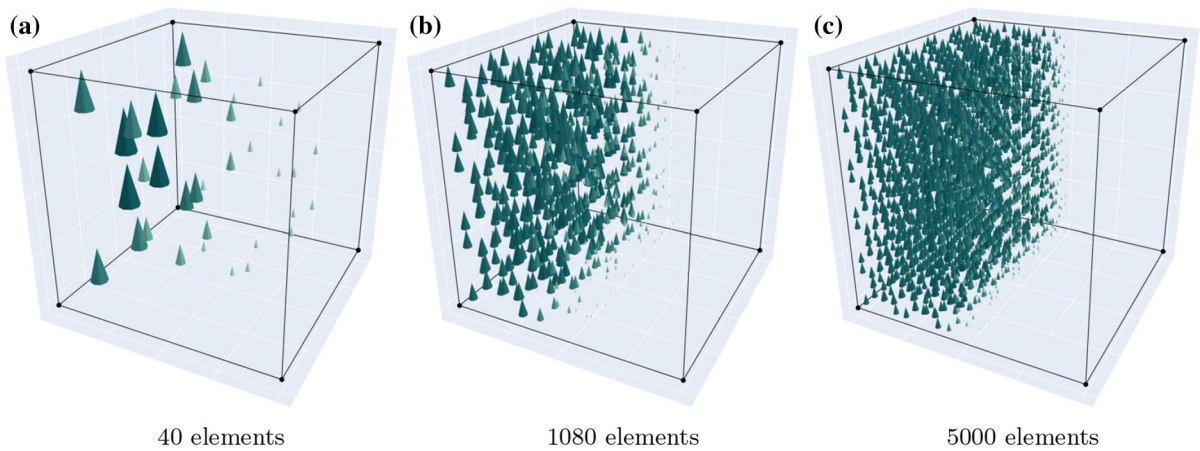 (a)
(b)
(c)
40 elements
1080 elements
5000 elements